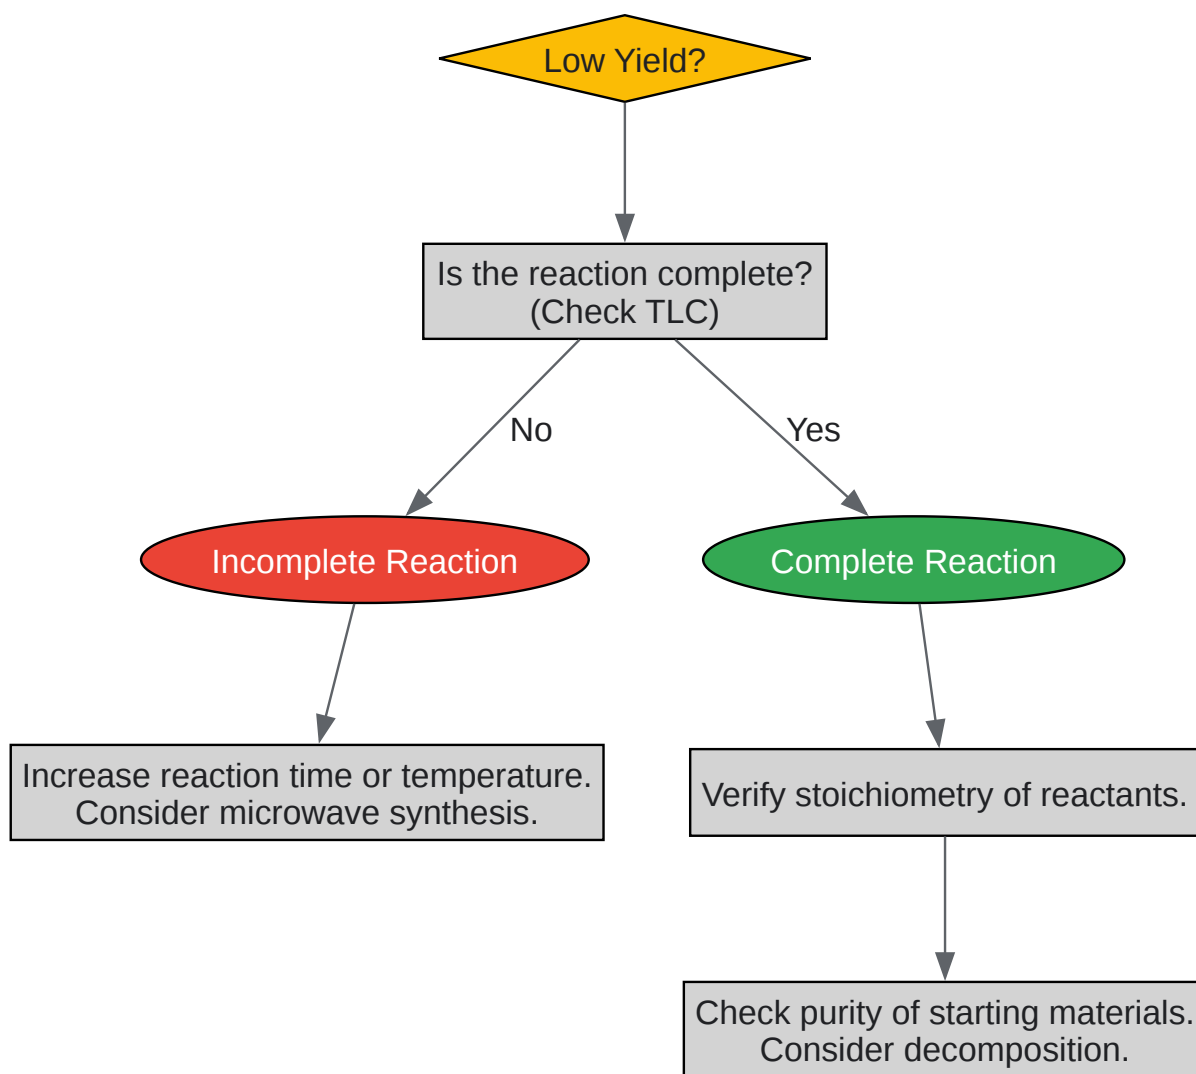 Low Yield?
Is the reaction complete?
(Check TLC)
No
Yes
Incomplete Reaction
Complete Reaction
Increase reaction time or temperature.
Consider microwave synthesis.
Verify stoichiometry of reactants.
Check purity of starting materials.
Consider decomposition.